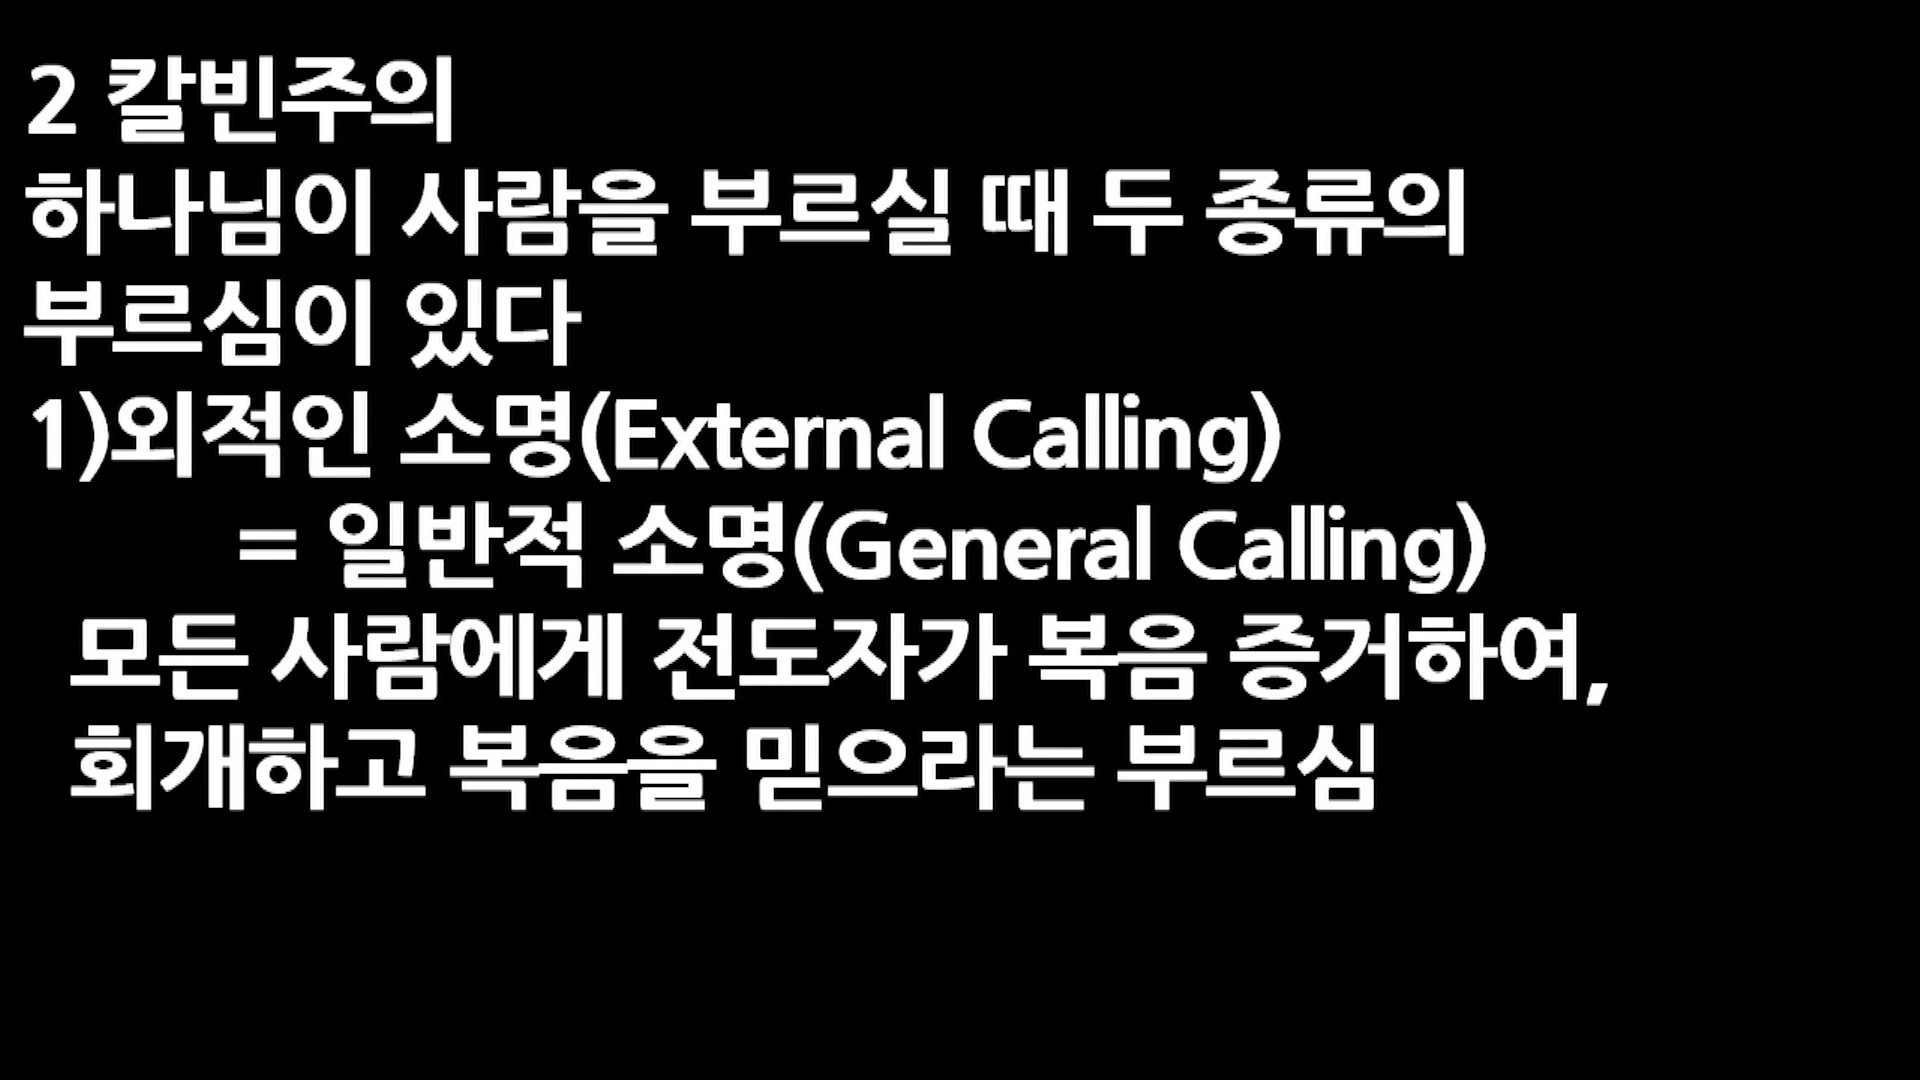 2 칼빈주의
하나님이 사람을 부르실 때 두 종류의
부르심이 있다
1)외적인 소명(External Calling)
= 일반적 소명(General Calling)
모든 사람에게 전도자가 복음 증거하여,
회개하고 복음을 믿으라는 부르심